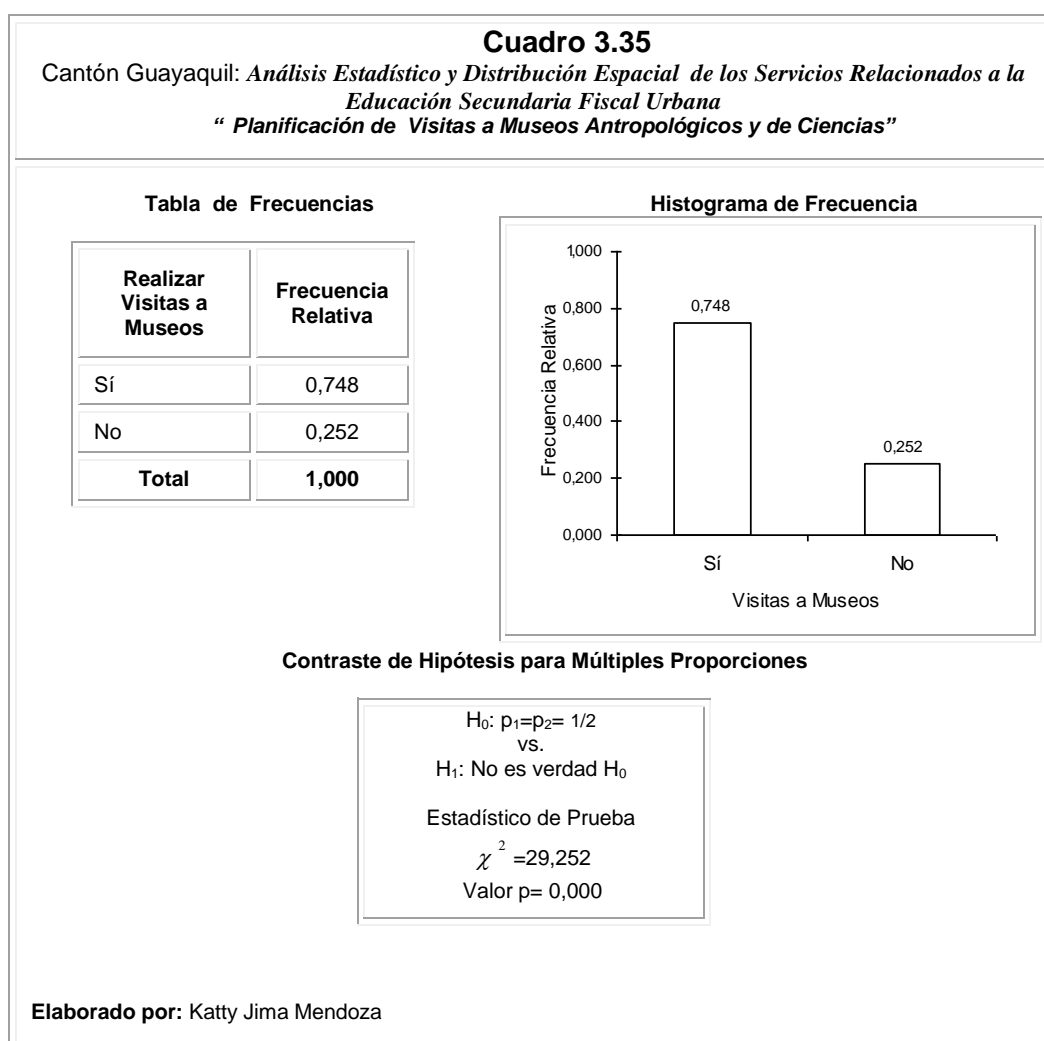 Cuadro 3.35
Cantón Guayaquil: Análisis Estadístico y Distribución Espacial de los Servicios Relacionados a la
Educación Secundaria Fiscal Urbana
“ Planificación de Visitas a Museos Antropológicos y de Ciencias”
Tabla de Frecuencias
Realizar
Visitas a
Museos
Frecuencia
Relativa
Sí 0,748
No 0,252
Total 1,000
Histograma de Frecuencia
Frecuencia Relativa
1,000
0,800
0,600
0,400
0,200
0,000
0,748
0,252
Sí No
Visitas a Museos
Contraste de Hipótesis para Múltiples Proporciones
H₀: p₁=p₂= 1/2
vs.
H₁: No es verdad H₀
Estadístico de Prueba
χ² =29,252
Valor p= 0,000
Elaborado por: Katty Jima Mendoza